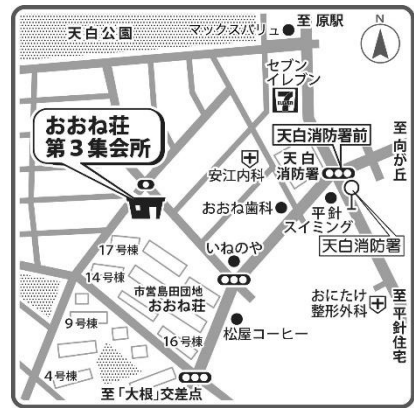 天白公園
マックスバリュ
至 原駅
N
セブン
イレブン
7
ELEVEN
おおね荘
第3集会所
天白消防署前
至 向が丘
安江内科
天白
消防署
おおね歯科
平針
スイミング
天白消防署
17号棟
いねのや
14号棟
市営島田団地
おおね荘
9号棟
おにたけ
整形外科
至 平針住宅
16号棟
松屋コーヒー
4号棟
至「大根」交差点